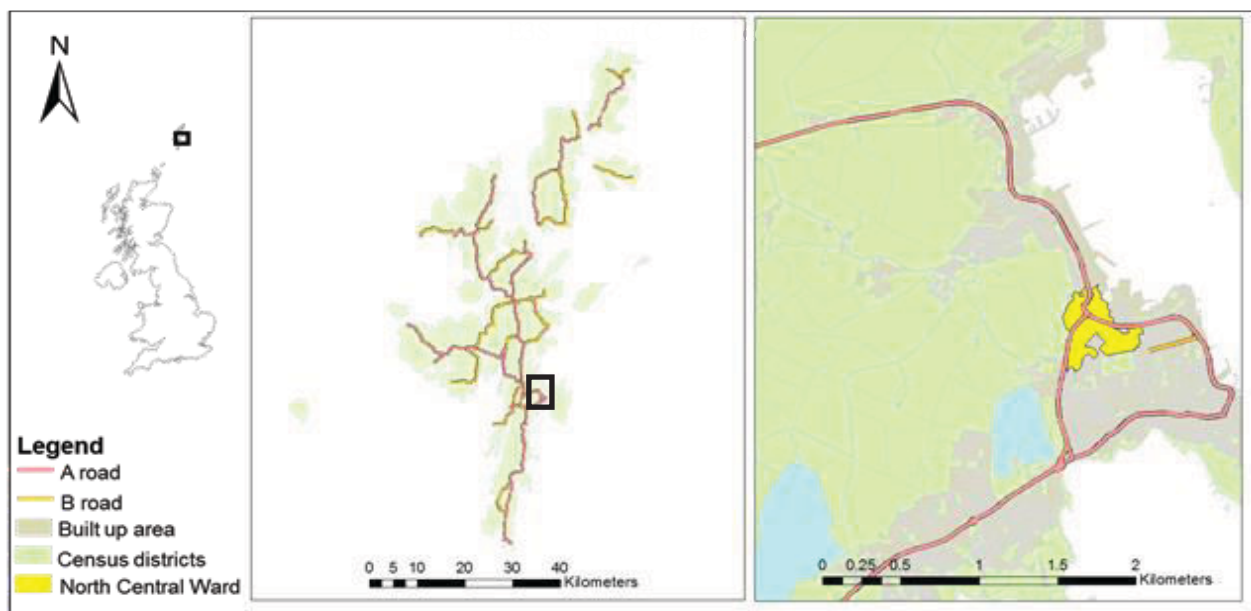 N
Legend
A road
B road
Built up area
Census districts
North Central Ward
0 5 10 20 30 40
Kilometers
0 0.25 0.5 1 1.5 2
Kilometers